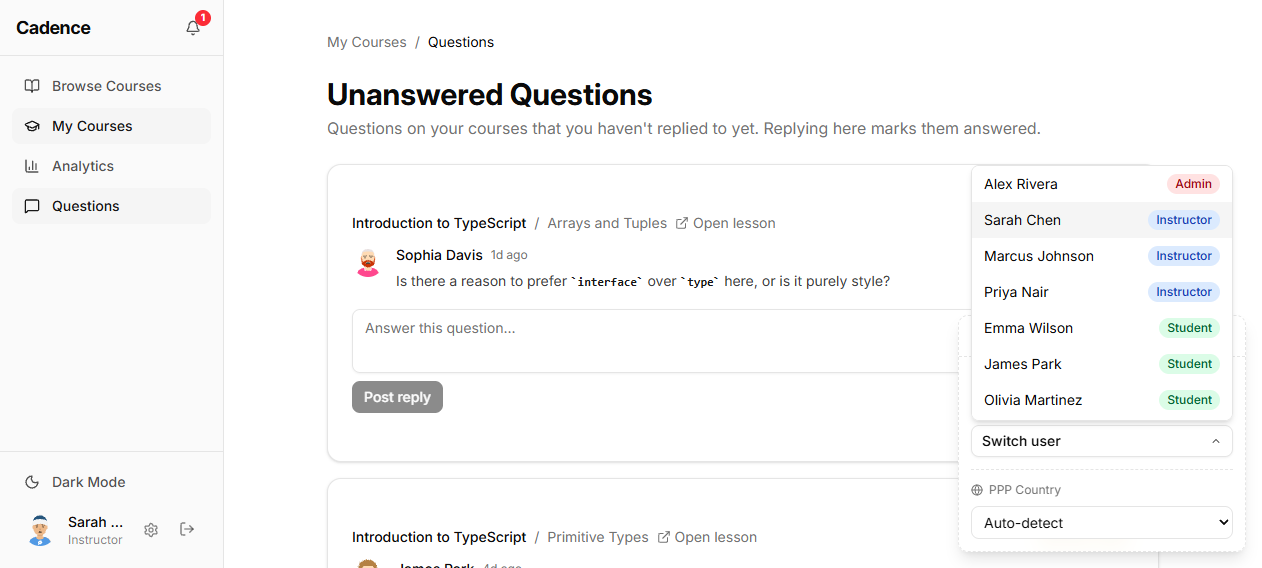 Cadence
1
Browse Courses
My Courses
Analytics
Questions
Dark Mode
Sarah ...
Instructor
My Courses / Questions
Unanswered Questions
Questions on your courses that you haven't replied to yet. Replying here marks them answered.
Introduction to TypeScript / Arrays and Tuples Open lesson
Sophia Davis 1d ago
Is there a reason to prefer `interface` over `type` here, or is it purely style?
Answer this question...
Post reply
Introduction to TypeScript / Primitive Types Open lesson
James Park 4d ago
Alex Rivera Admin
Sarah Chen Instructor
Marcus Johnson Instructor
Priya Nair Instructor
Emma Wilson Student
James Park Student
Olivia Martinez Student
Switch user
PPP Country
Auto-detect